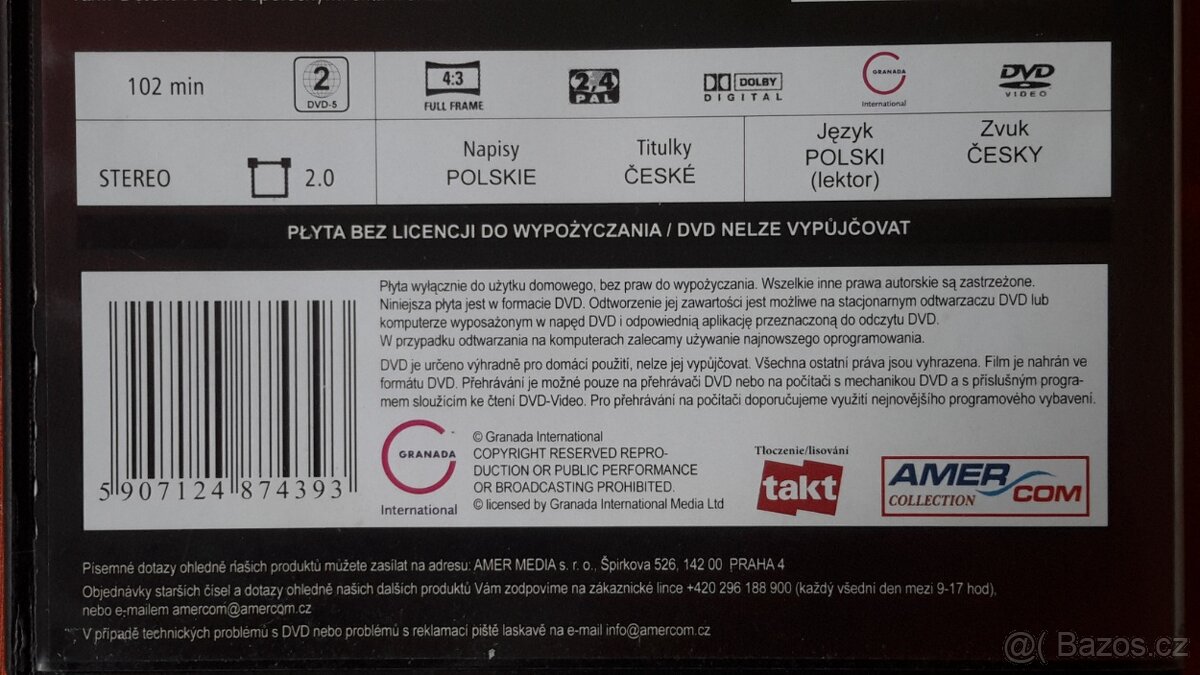 102 min
2
DVD-5
4:3
FULL FRAME
2,4
PAL
DOLBY
DIGITAL
GRANADA
International
DVD
VIDEO
STEREO
2.0
Napisy
POLSKIE
Titulky
ČESKÉ
Język
POLSKI
(lektor)
Zvuk
ČESKY
PŁYTA BEZ LICENCJI DO WYPOŻYCZANIA / DVD NELZE VYPŮJČOVAT
Płyta wyłącznie do użytku domowego, bez praw do wypożyczania. Wszelkie inne prawa autorskie są zastrzeżone.
Niniejsza płyta jest w formacie DVD. Odtworzenie jej zawartości jest możliwe na stacjonarnym odtwarzaczu DVD lub
komputerze wyposażonym w napęd DVD i odpowiednią aplikację przeznaczoną do odczytu DVD.
W przypadku odtwarzania na komputerach zalecamy używanie najnowszego oprogramowania.
DVD je určeno výhradně pro domácí použití, nelze jej vypůjčovat. Všechna ostatní práva jsou vyhrazena. Film je nahrán ve
formátu DVD. Přehrávání je možné pouze na přehrávači DVD nebo na počítači s mechanikou DVD a s příslušným progra-
mem sloužícím ke čtení DVD-Video. Pro přehrávání na počítači doporučujeme využití nejnovějšího programového vybavení.
5 907124 874393
GRANADA
International
© Granada International
COPYRIGHT RESERVED REPRO-
DUCTION OR PUBLIC PERFORMANCE
OR BROADCASTING PROHIBITED.
© licensed by Granada International Media Ltd
Tłoczenie/lisování
takt
AMER COM
COLLECTION
Písemné dotazy ohledně našich produktů můžete zasílat na adresu: AMER MEDIA s. r. o., Špirkova 526, 142 00 PRAHA 4
Objednávky starších čísel a dotazy ohledně našich dalších produktů Vám zodpovíme na zákaznické lince +420 296 188 900 (každý všední den mezi 9-17 hod),
nebo e-mailem amercom@amercom.cz
V případě technických problémů s DVD nebo problémů s reklamací piště laskavě na e-mail info@amercom.cz
@( Bazos.cz